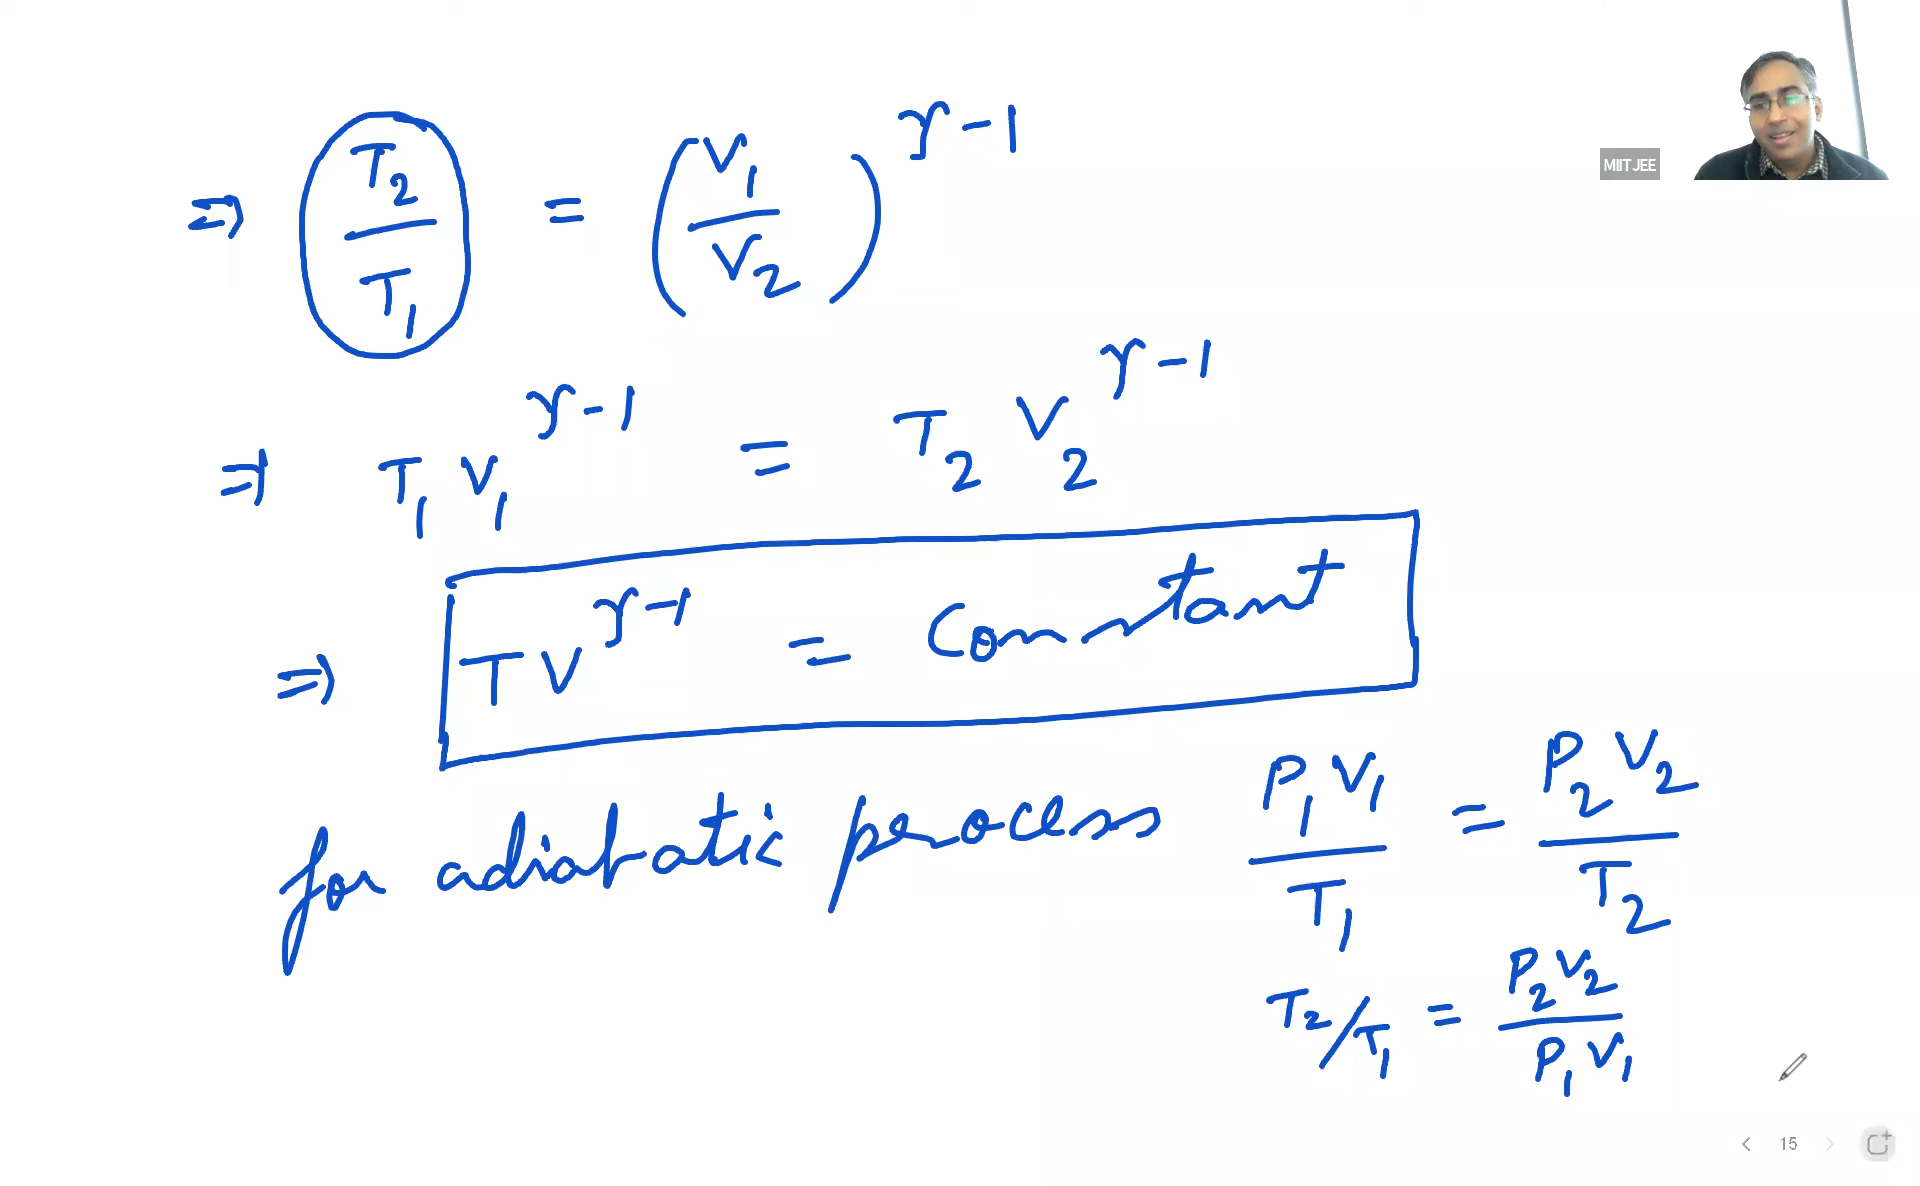 MIIT JEE
⇒ T₂/T₁ = (V₁/V₂)^(γ-1)
⇒ T₁ V₁^(γ-1) = T₂ V₂^(γ-1)
⇒ TV^(γ-1) = Constant
for adiabatic process P₁V₁/T₁ = P₂V₂/T₂
T₂/T₁ = P₂V₂/P₁V₁
< 15 >